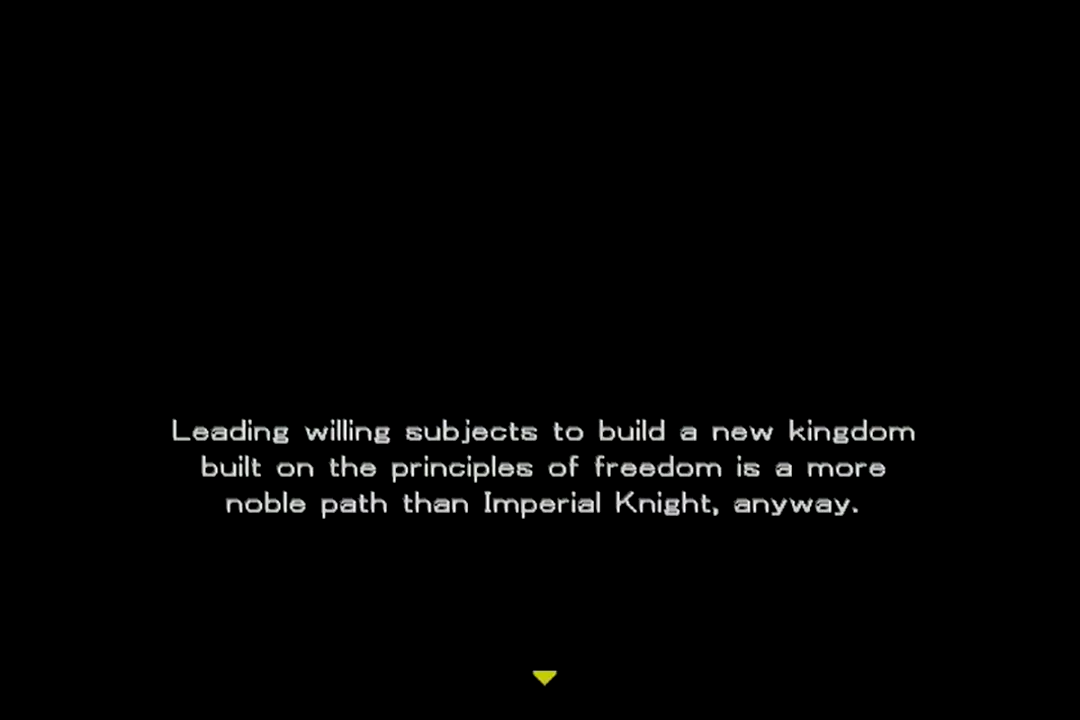 Leading willing subjects to build a new kingdom
built on the principles of freedom is a more
noble path than Imperial Knight, anyway.